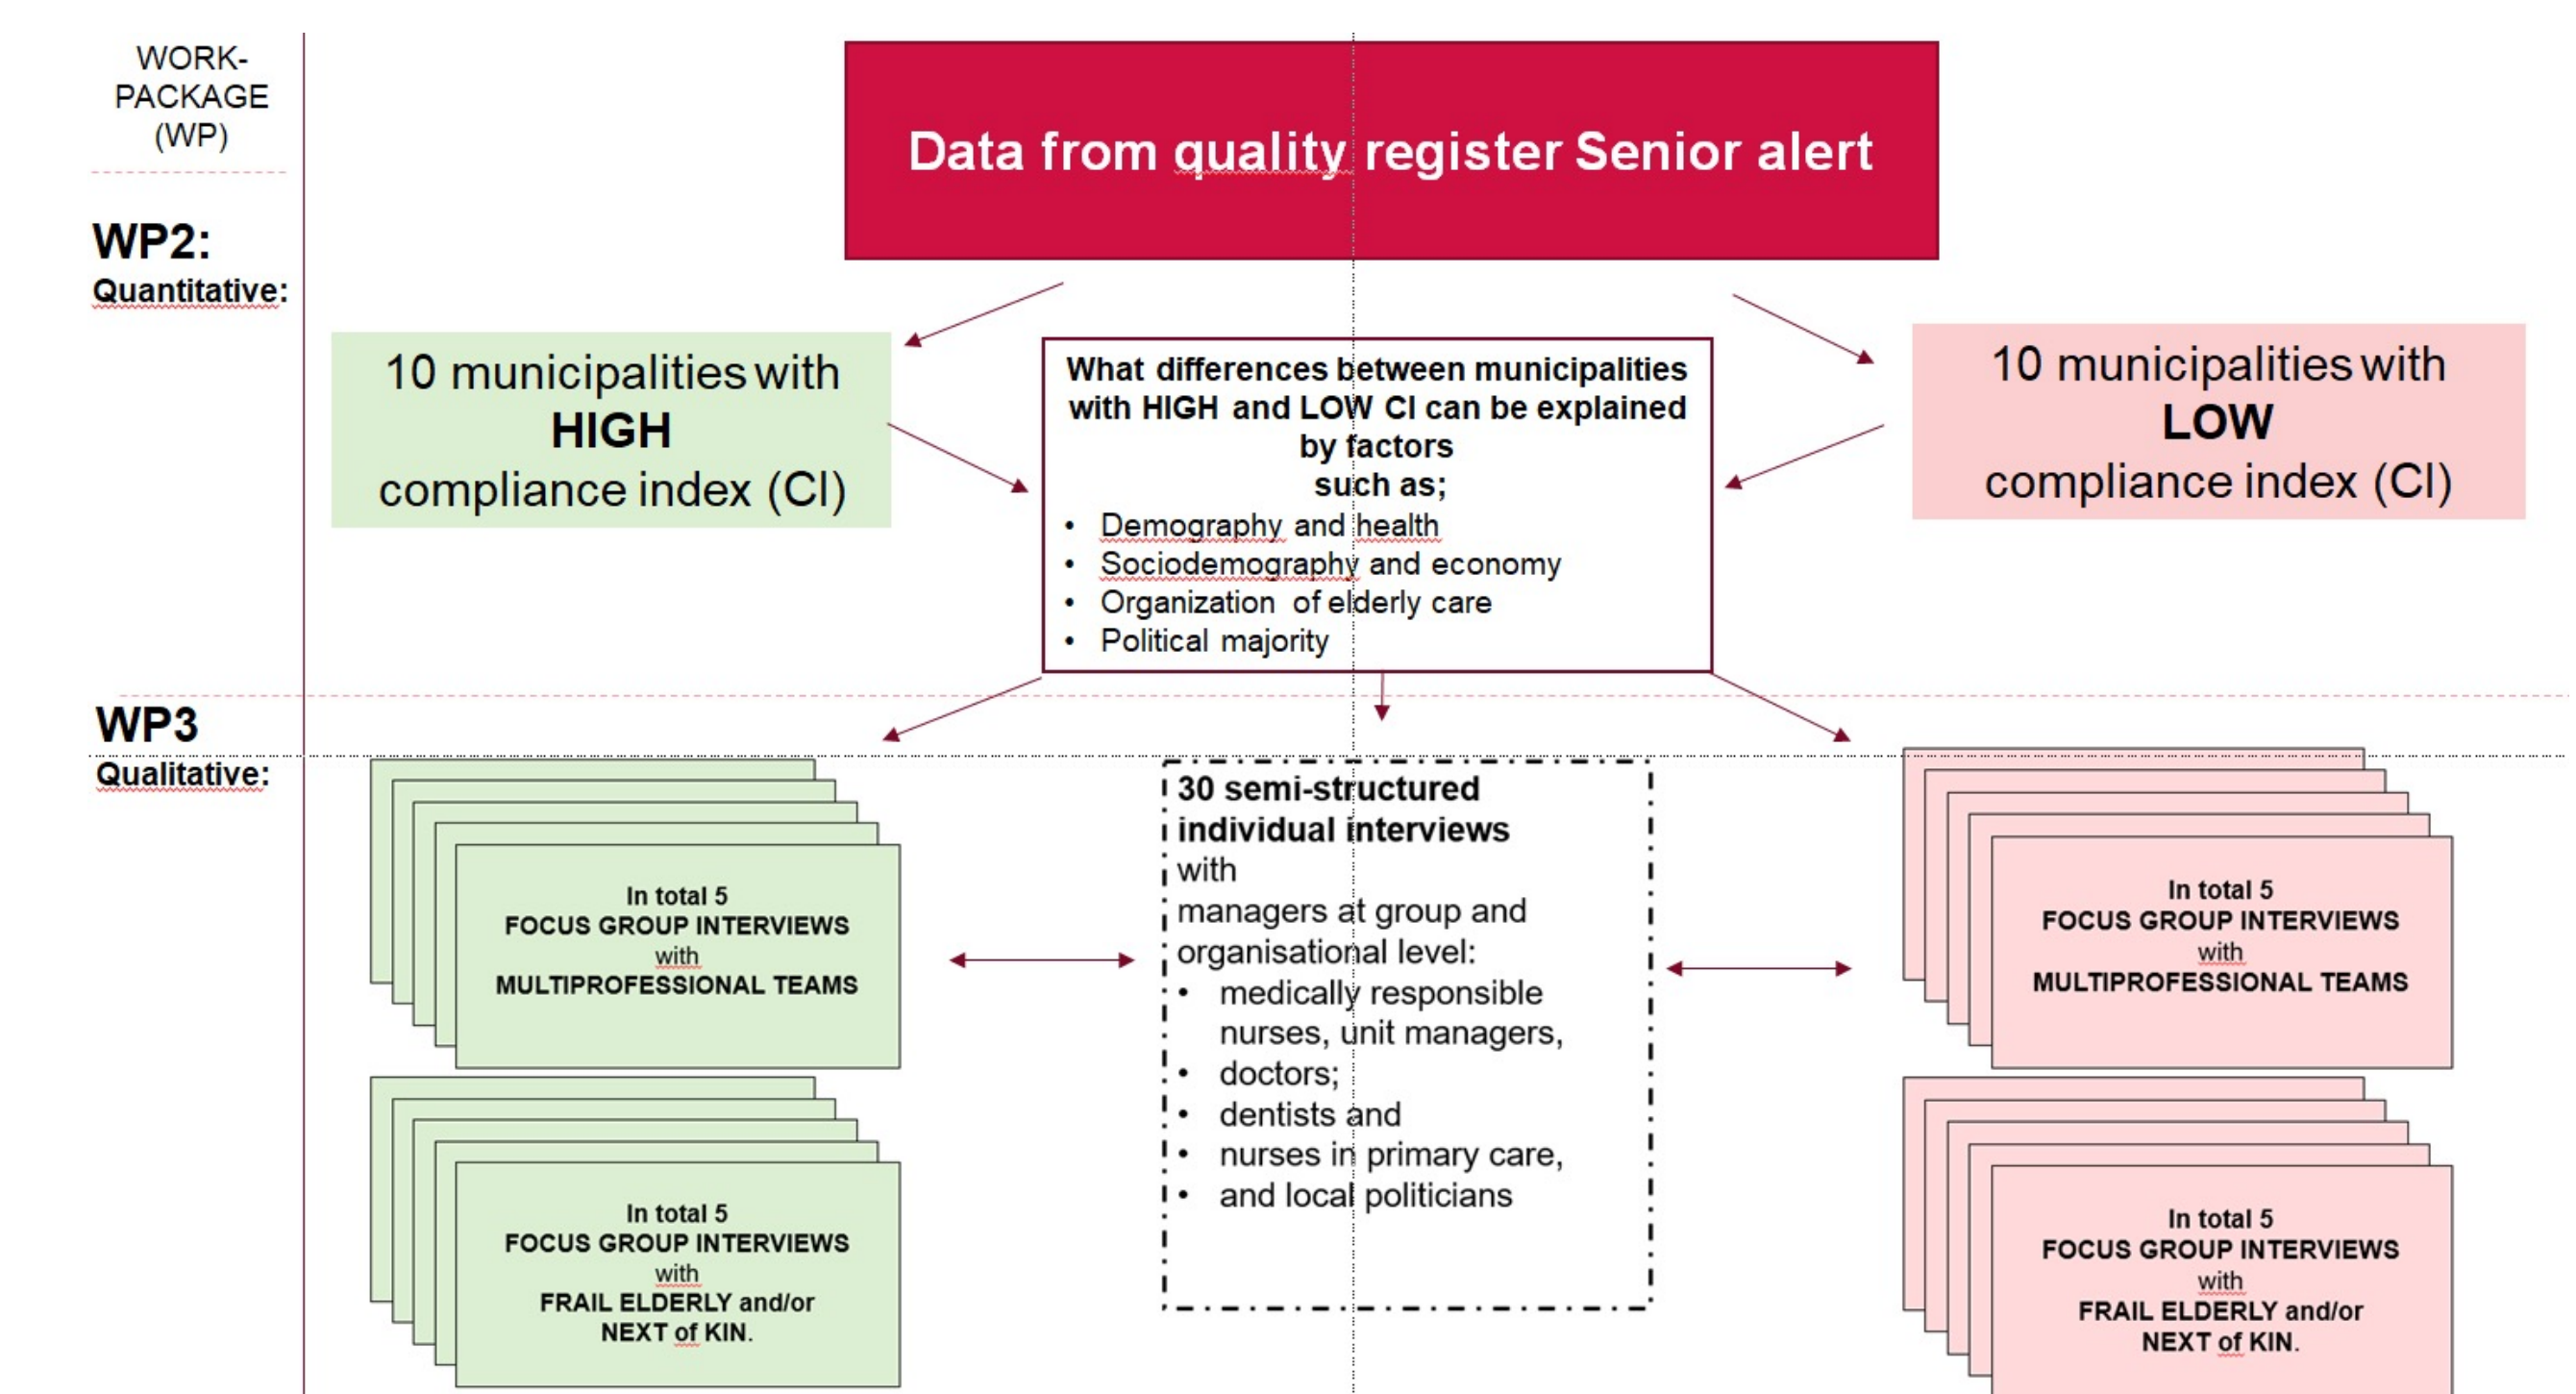 WORK-
PACKAGE
(WP)
Data from quality register Senior alert
WP2:
Quantitative:
10 municipalities with
HIGH
compliance index (CI)
What differences between municipalities
with HIGH and LOW CI can be explained
by factors
such as;
• Demography and health
• Sociodemography and economy
• Organization of elderly care
• Political majority
10 municipalities with
LOW
compliance index (CI)
WP3
Qualitative:
In total 5
FOCUS GROUP INTERVIEWS
with
MULTIPROFESSIONAL TEAMS
In total 5
FOCUS GROUP INTERVIEWS
with
FRAIL ELDERLY and/or
NEXT of KIN.
30 semi-structured
individual interviews
with
managers at group and
organisational level:
• medically responsible
nurses, unit managers,
• doctors;
• dentists and
• nurses in primary care,
• and local politicians
In total 5
FOCUS GROUP INTERVIEWS
with
MULTIPROFESSIONAL TEAMS
In total 5
FOCUS GROUP INTERVIEWS
with
FRAIL ELDERLY and/or
NEXT of KIN.